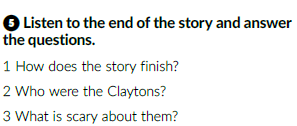 5 Listen to the end of the story and answer
the questions.
1 How does the story finish?
2 Who were the Claytons?
3 What is scary about them?